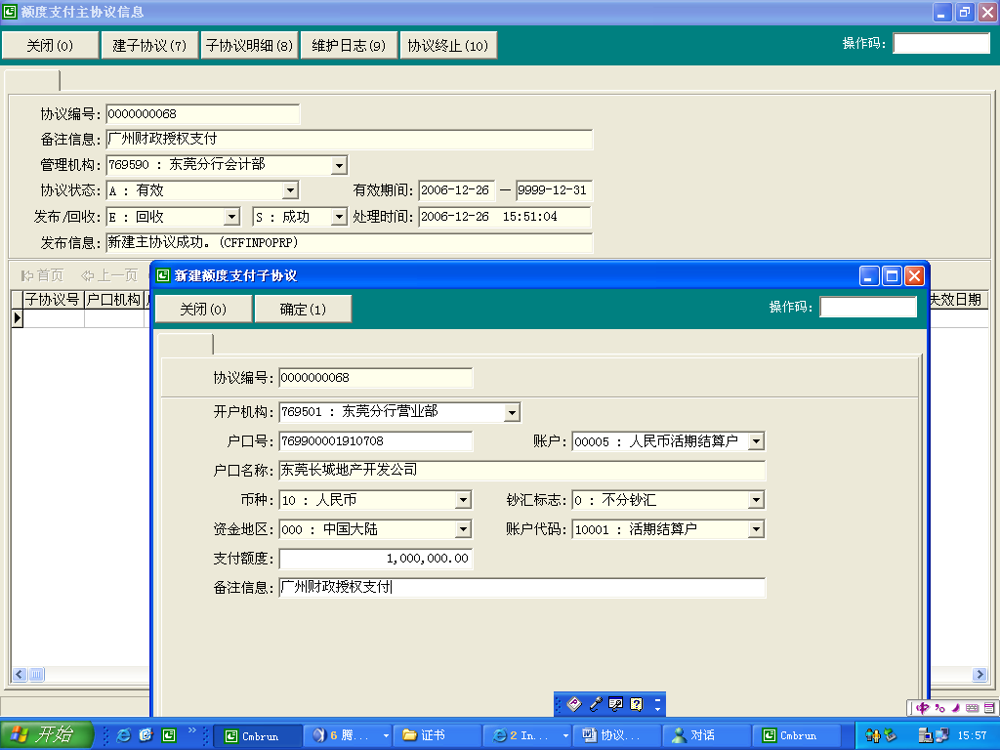 额度支付主协议信息
关闭(0) 建子协议(7) 子协议明细(8) 维护日志(9) 协议终止(10) 操作码:
协议编号: 0000000068
备注信息: 广州财政授权支付
管理机构: 769590 : 东莞分行会计部
协议状态: A : 有效 有效期间: 2006-12-26 — 9999-12-31
发布/回收: E : 回收 S : 成功 处理时间: 2006-12-26 15:51:04
发布信息: 新建主协议成功。(CFFINPOPRP)
首页 上一页
子协议号 户口机构 失效日期
新建额度支付子协议
关闭(0) 确定(1) 操作码:
协议编号: 0000000068
开户机构: 769501 : 东莞分行营业部
户口号: 769900001910708 账户: 00005 : 人民币活期结算户
户口名称: 东莞长城地产开发公司
币种: 10 : 人民币 钞汇标志: 0 : 不分钞汇
资金地区: 000 : 中国大陆 账户代码: 10001 : 活期结算户
支付额度: 1,000,000.00
备注信息: 广州财政授权支付
中
开始 Cmbrun 6 腾... 证书 2 In... 协议... 对话 Cmbrun 15:57